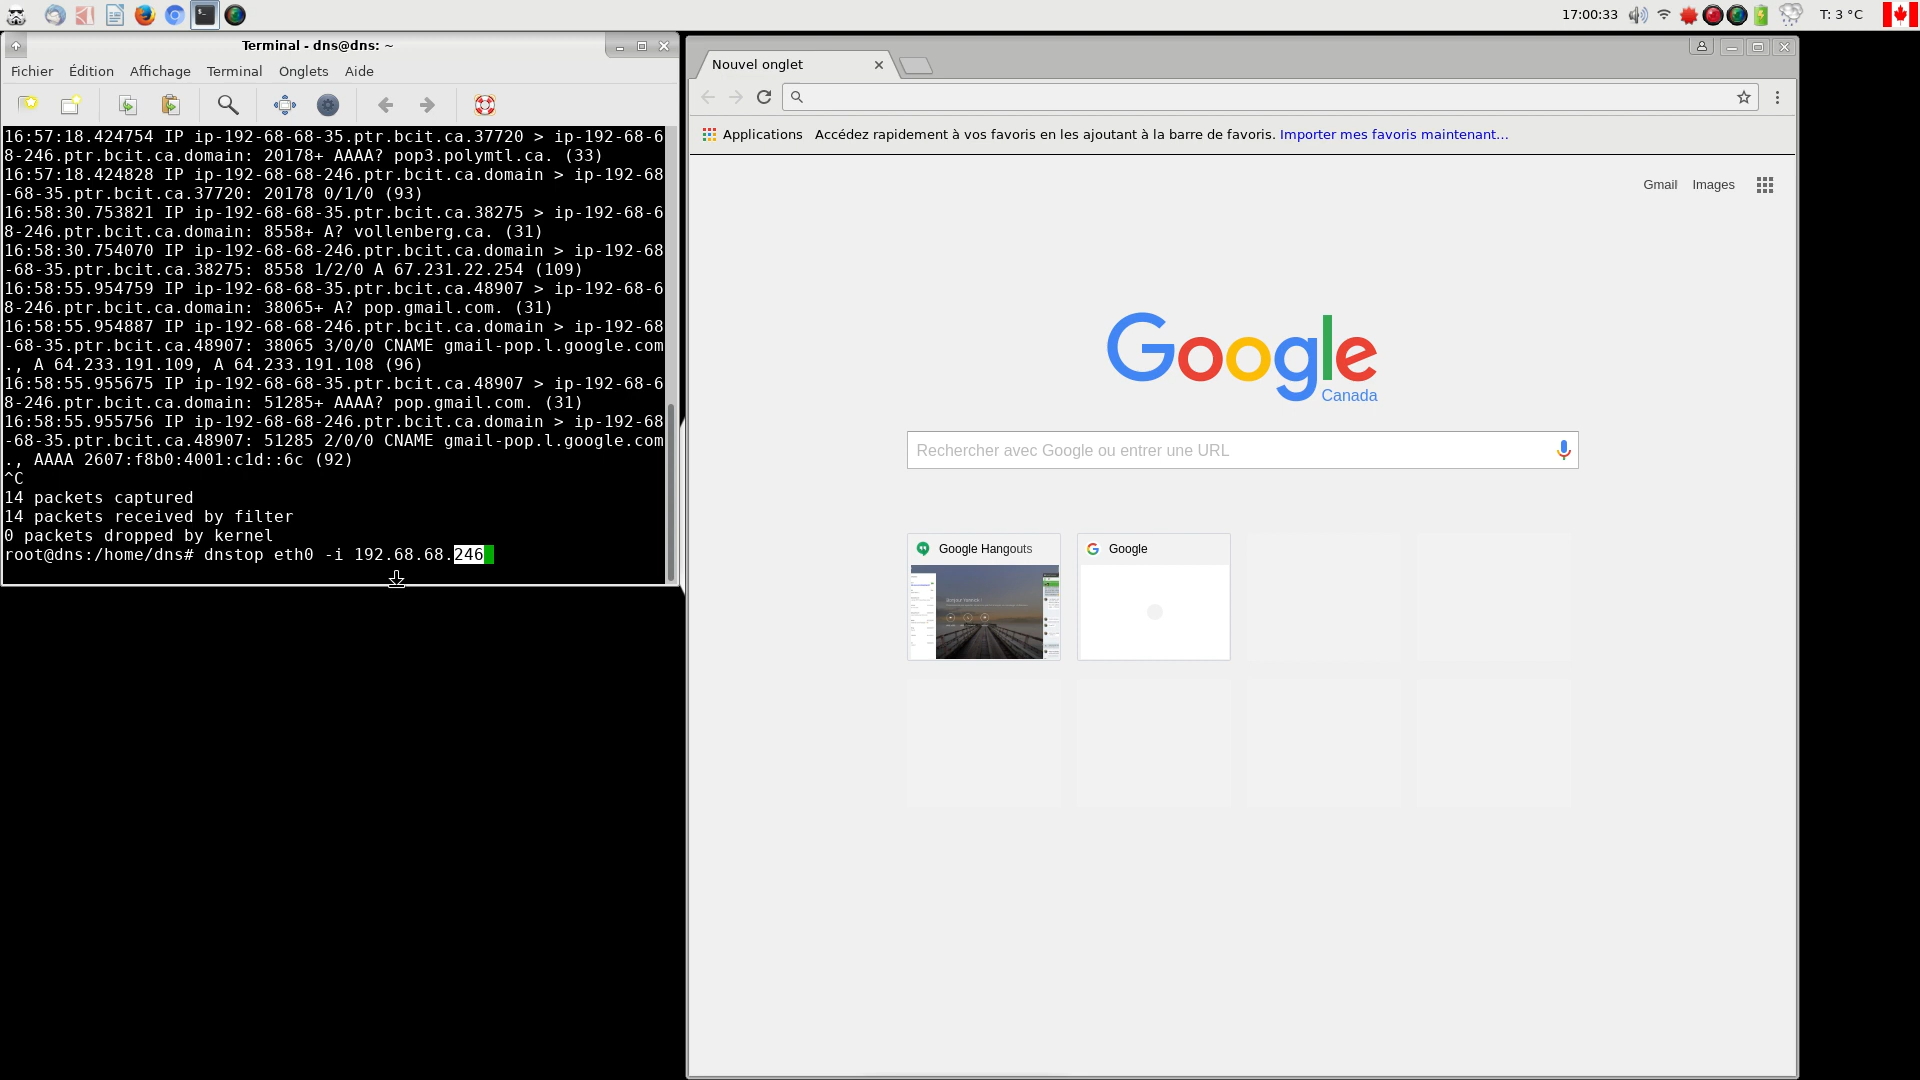 17:00:33
T: 3 °C
Terminal - dns@dns: ~
Fichier Édition Affichage Terminal Onglets Aide
16:57:18.424754 IP ip-192-68-68-35.ptr.bcit.ca.37720 > ip-192-68-6
8-246.ptr.bcit.ca.domain: 20178+ AAAA? pop3.polymtl.ca. (33)
16:57:18.424828 IP ip-192-68-68-246.ptr.bcit.ca.domain > ip-192-68
-68-35.ptr.bcit.ca.37720: 20178 0/1/0 (93)
16:58:30.753821 IP ip-192-68-68-35.ptr.bcit.ca.38275 > ip-192-68-6
8-246.ptr.bcit.ca.domain: 8558+ A? vollenberg.ca. (31)
16:58:30.754070 IP ip-192-68-68-246.ptr.bcit.ca.domain > ip-192-68
-68-35.ptr.bcit.ca.38275: 8558 1/2/0 A 67.231.22.254 (109)
16:58:55.954759 IP ip-192-68-68-35.ptr.bcit.ca.48907 > ip-192-68-6
8-246.ptr.bcit.ca.domain: 38065+ A? pop.gmail.com. (31)
16:58:55.954887 IP ip-192-68-68-246.ptr.bcit.ca.domain > ip-192-68
-68-35.ptr.bcit.ca.48907: 38065 3/0/0 CNAME gmail-pop.l.google.com
., A 64.233.191.109, A 64.233.191.108 (96)
16:58:55.955675 IP ip-192-68-68-35.ptr.bcit.ca.48907 > ip-192-68-6
8-246.ptr.bcit.ca.domain: 51285+ AAAA? pop.gmail.com. (31)
16:58:55.955756 IP ip-192-68-68-246.ptr.bcit.ca.domain > ip-192-68
-68-35.ptr.bcit.ca.48907: 51285 2/0/0 CNAME gmail-pop.l.google.com
., AAAA 2607:f8b0:4001:c1d::6c (92)
^C
14 packets captured
14 packets received by filter
0 packets dropped by kernel
root@dns:/home/dns# dnstop eth0 -i 192.68.68.246
Nouvel onglet
Applications Accédez rapidement à vos favoris en les ajoutant à la barre de favoris. Importer mes favoris maintenant...
Gmail Images
Google
Canada
Rechercher avec Google ou entrer une URL
Google Hangouts
Google